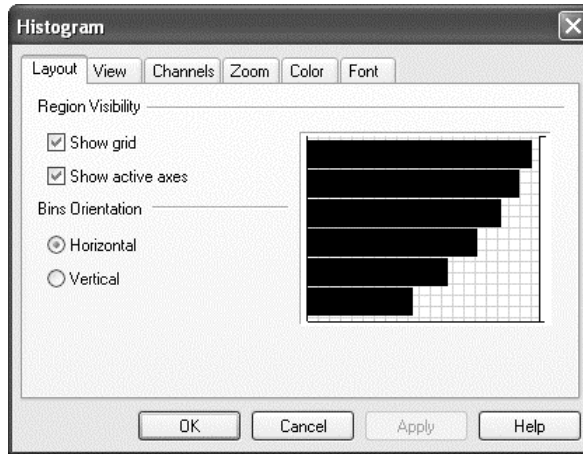 Histogram
Layout View Channels Zoom Color Font
Region Visibility
Show grid
Show active axes
Bins Orientation
Horizontal
Vertical
OK Cancel Apply Help